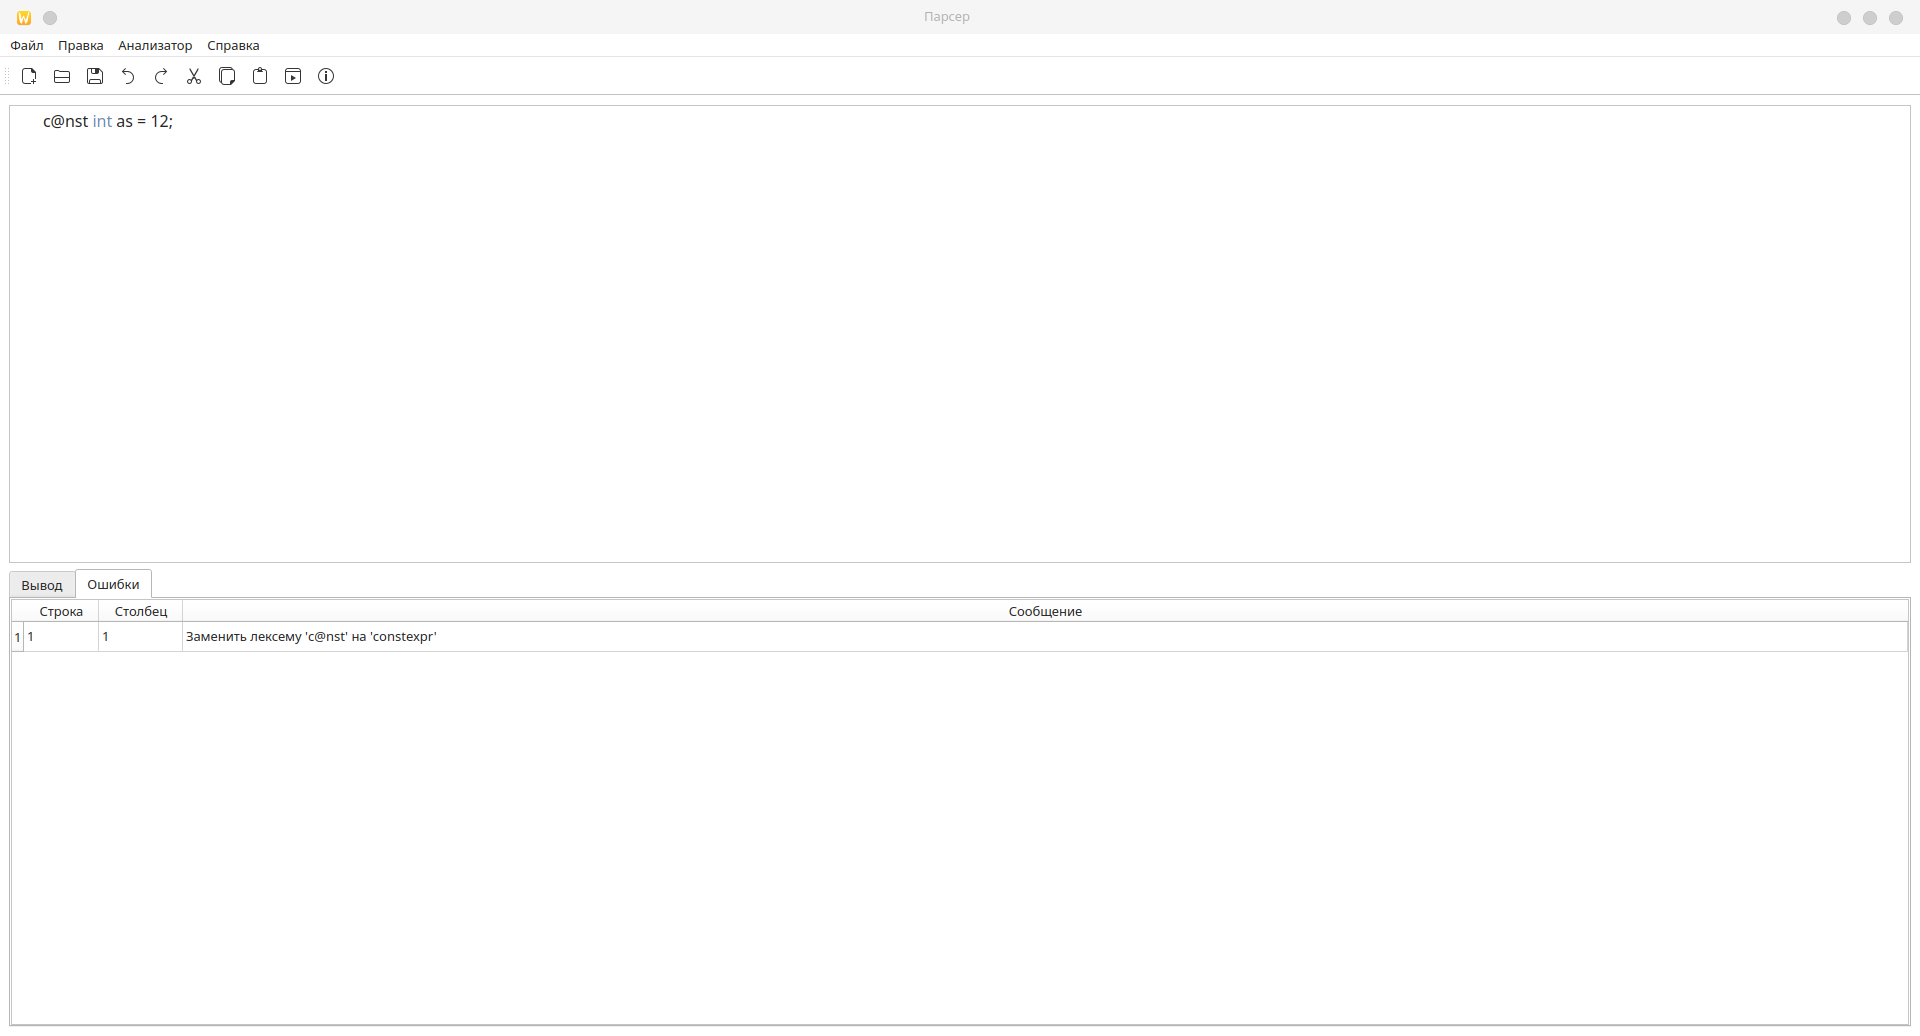 Парсер
Файл Правка Анализатор Справка
c@nst int as = 12;
Вывод Ошибки
Строка Столбец Сообщение
1 1 1 Заменить лексему 'c@nst' на 'constexpr'